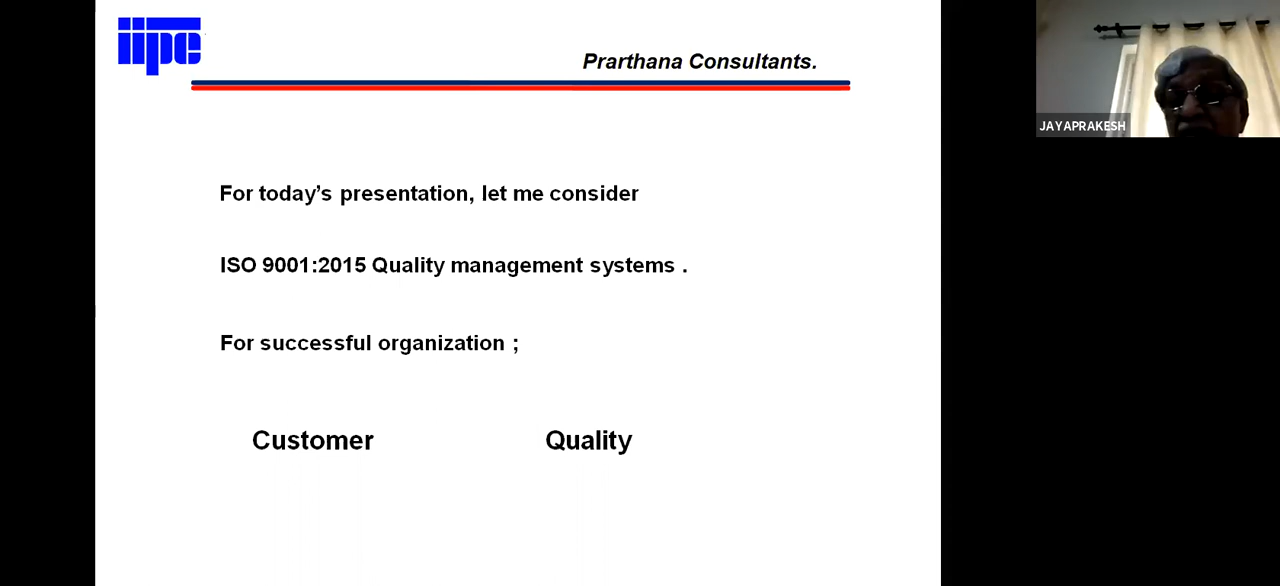 iipe
Prarthana Consultants.
JAYAPRAKESH
For today’s presentation, let me consider
ISO 9001:2015 Quality management systems .
For successful organization ;
Customer Quality